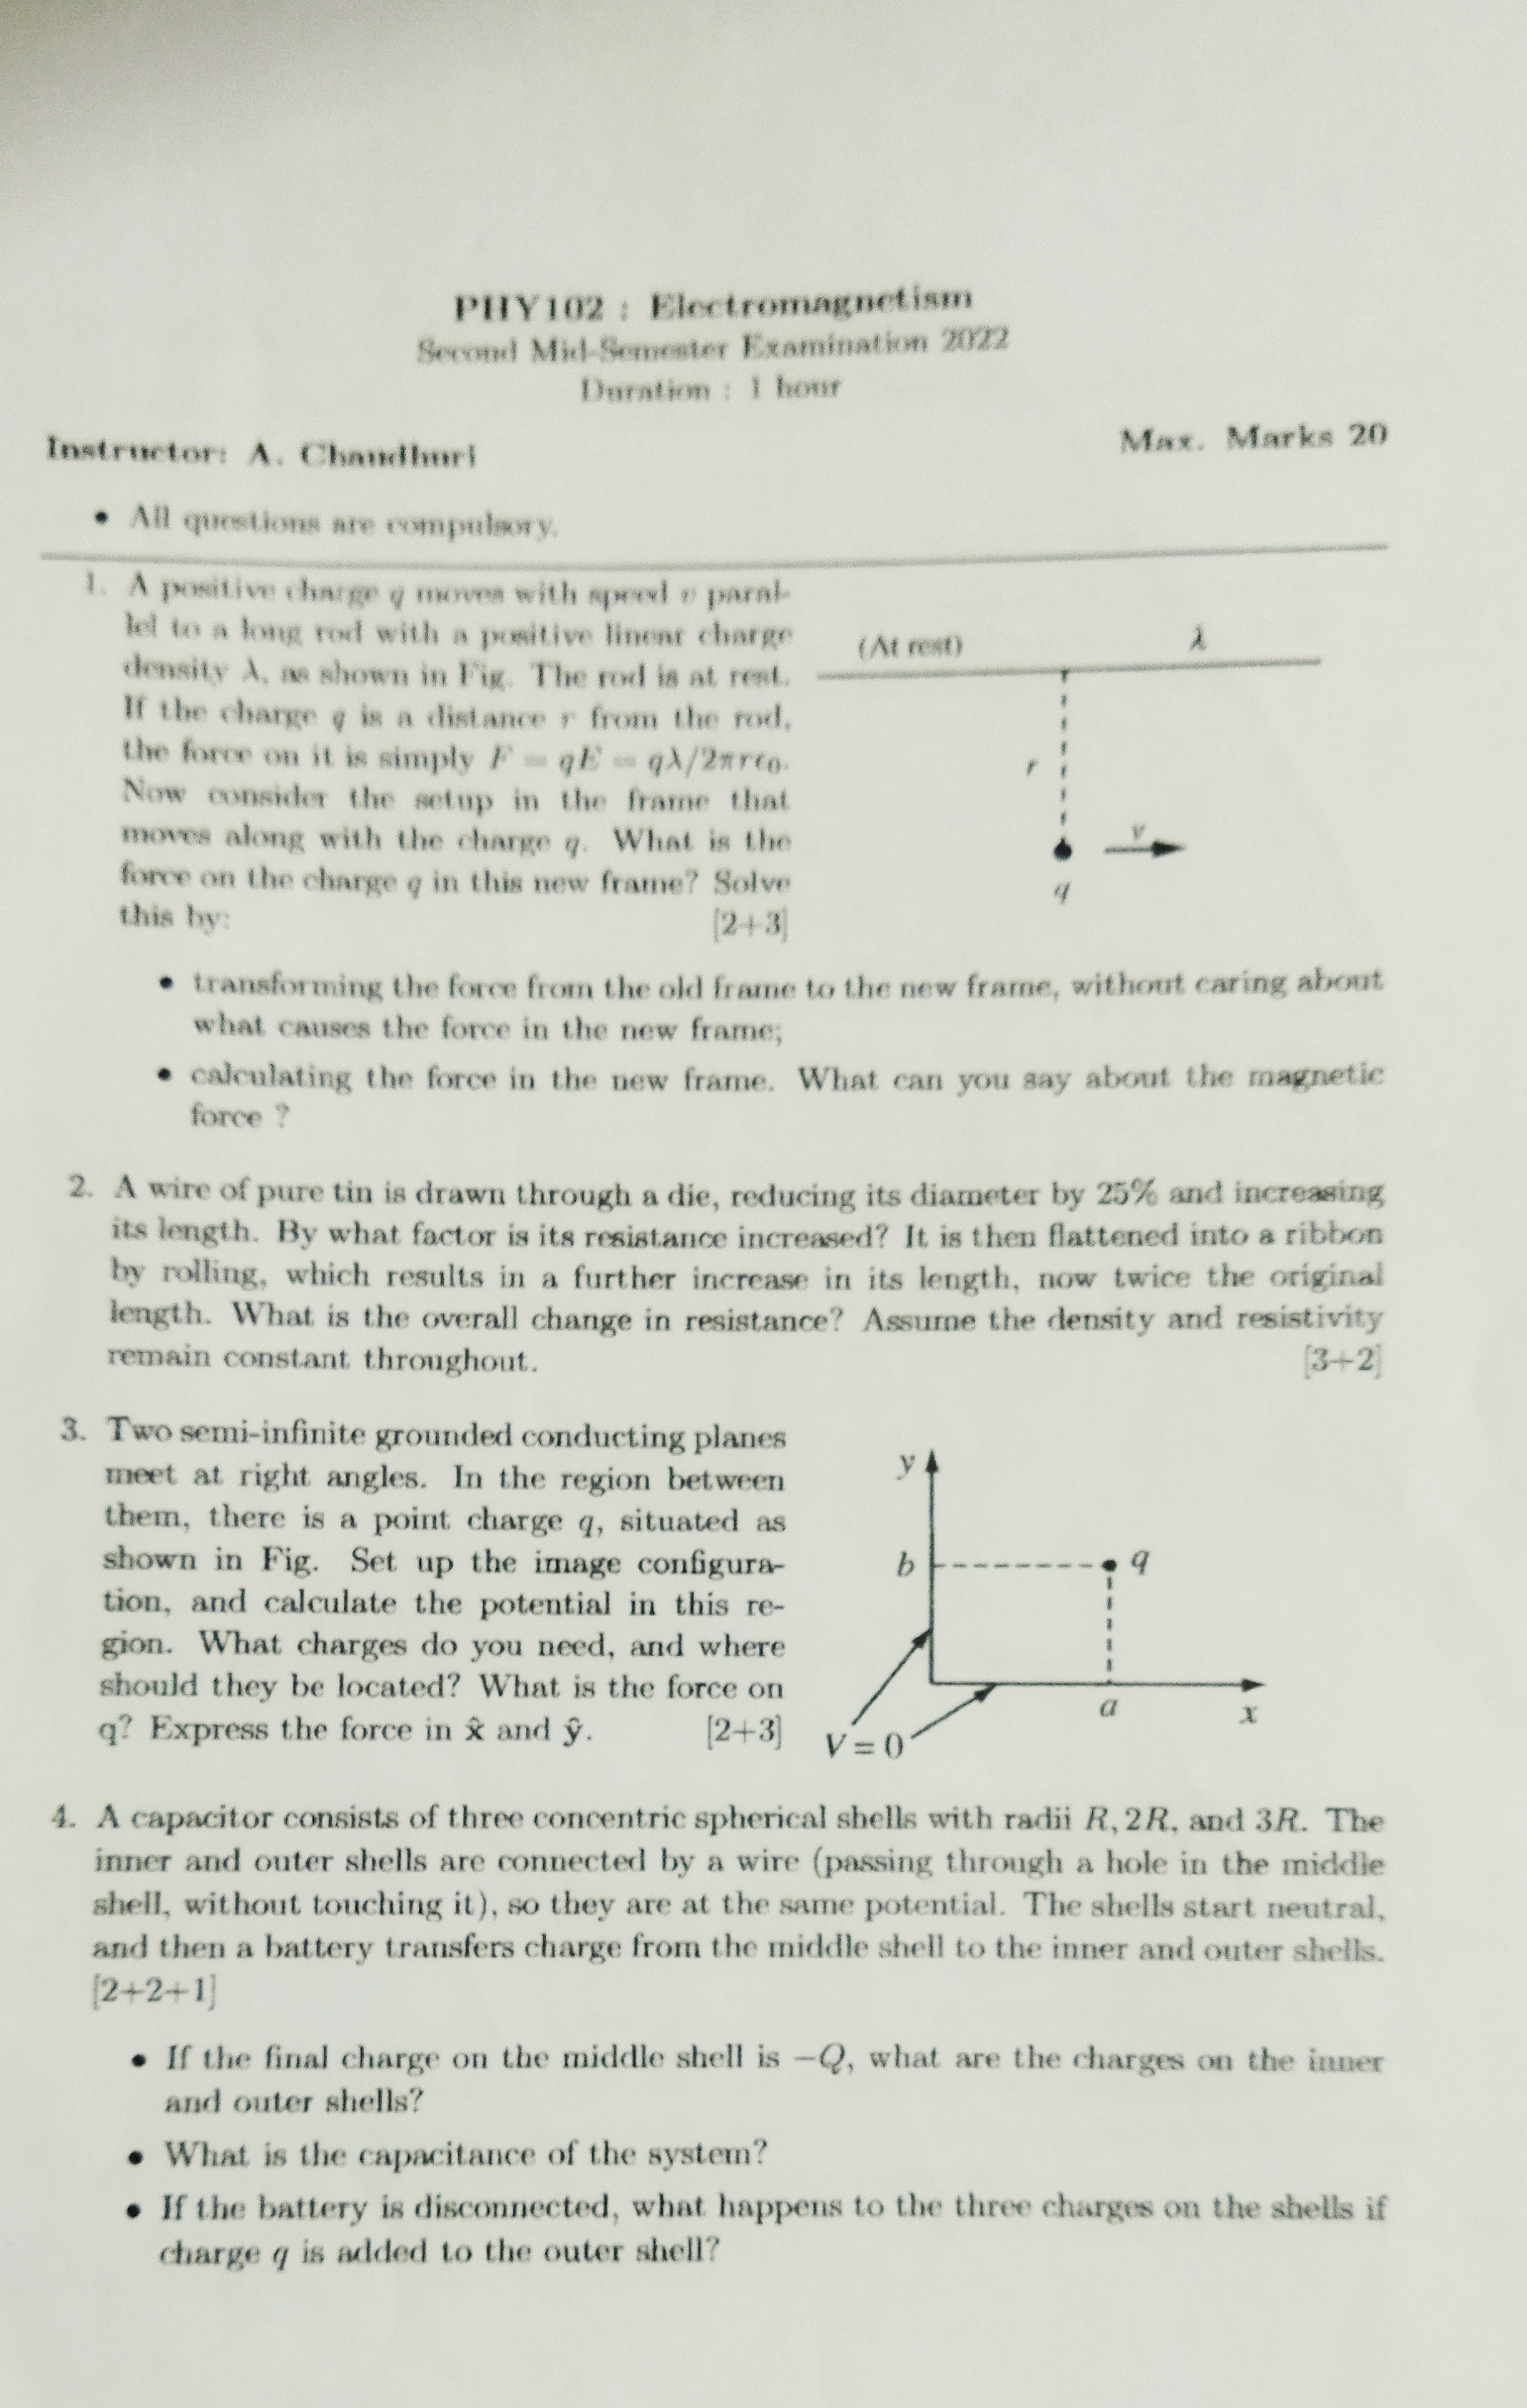 PHY102 : Electromagnetism
Second Mid-Semester Examination 2022
Duration : 1 hour
Instructor: A. Chaudhuri
Max. Marks 20
• All questions are compulsory.
1. A positive charge q moves with speed v paral-
lel to a long rod with a positive linear charge
density λ, as shown in Fig. The rod is at rest.
If the charge q is a distance r from the rod,
the force on it is simply F = qE = qλ/2πrϵ₀.
Now consider the setup in the frame that
moves along with the charge q. What is the
force on the charge q in this new frame? Solve
this by: [2+3]
(At rest) λ
r
v
q
• transforming the force from the old frame to the new frame, without caring about
what causes the force in the new frame;
• calculating the force in the new frame. What can you say about the magnetic
force ?
2. A wire of pure tin is drawn through a die, reducing its diameter by 25% and increasing
its length. By what factor is its resistance increased? It is then flattened into a ribbon
by rolling, which results in a further increase in its length, now twice the original
length. What is the overall change in resistance? Assume the density and resistivity
remain constant throughout. [3+2]
3. Two semi-infinite grounded conducting planes
meet at right angles. In the region between
them, there is a point charge q, situated as
shown in Fig. Set up the image configura-
tion, and calculate the potential in this re-
gion. What charges do you need, and where
should they be located? What is the force on
q? Express the force in x̂ and ŷ. [2+3]
y
b q
a x
V = 0
4. A capacitor consists of three concentric spherical shells with radii R, 2R, and 3R. The
inner and outer shells are connected by a wire (passing through a hole in the middle
shell, without touching it), so they are at the same potential. The shells start neutral,
and then a battery transfers charge from the middle shell to the inner and outer shells.
[2+2+1]
• If the final charge on the middle shell is −Q, what are the charges on the inner
and outer shells?
• What is the capacitance of the system?
• If the battery is disconnected, what happens to the three charges on the shells if
charge q is added to the outer shell?